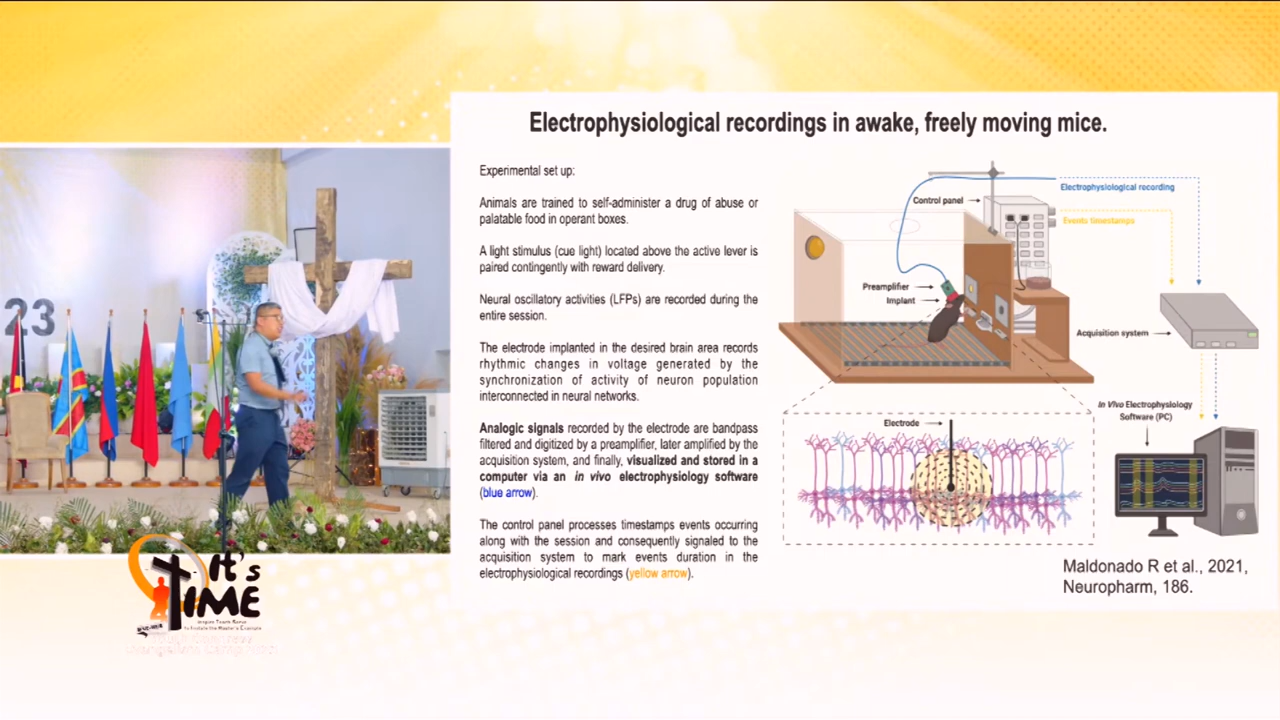 Electrophysiological recordings in awake, freely moving mice.
Experimental set up:
Animals are trained to self-administer a drug of abuse or
palatable food in operant boxes.
A light stimulus (cue light) located above the active lever is
paired contingently with reward delivery.
Neural oscillatory activities (LFPs) are recorded during the
entire session.
The electrode implanted in the desired brain area records
rhythmic changes in voltage generated by the
synchronization of activity of neuron population
interconnected in neural networks.
Analogic signals recorded by the electrode are bandpass
filtered and digitized by a preamplifier, later amplified by the
acquisition system, and finally, visualized and stored in a
computer via an in vivo electrophysiology software
(blue arrow).
The control panel processes timestamps events occurring
along with the session and consequently signaled to the
acquisition system to mark events duration in the
electrophysiological recordings (yellow arrow).
Control panel
Electrophysiological recording
Events timestamps
Preamplifier
Implant
Acquisition system
In Vivo Electrophysiology
Software (PC)
Electrode
Maldonado R et al., 2021,
Neuropharm, 186.
23
It's
TIME
Inspire Youth Revive
to Imitate the Master's Example